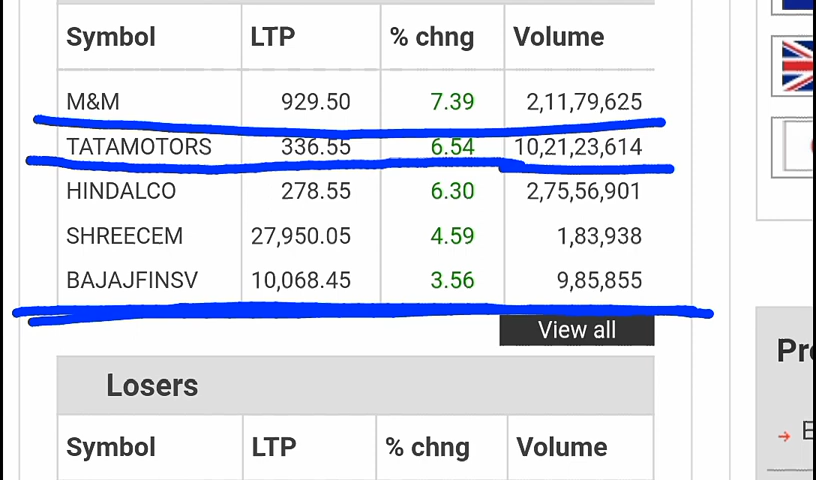 Symbol LTP % chng Volume
M&M 929.50 7.39 2,11,79,625
TATAMOTORS 336.55 6.54 10,21,23,614
HINDALCO 278.55 6.30 2,75,56,901
SHREECEM 27,950.05 4.59 1,83,938
BAJAJFINSV 10,068.45 3.56 9,85,855
View all
Losers
Pr
Symbol LTP % chng Volume